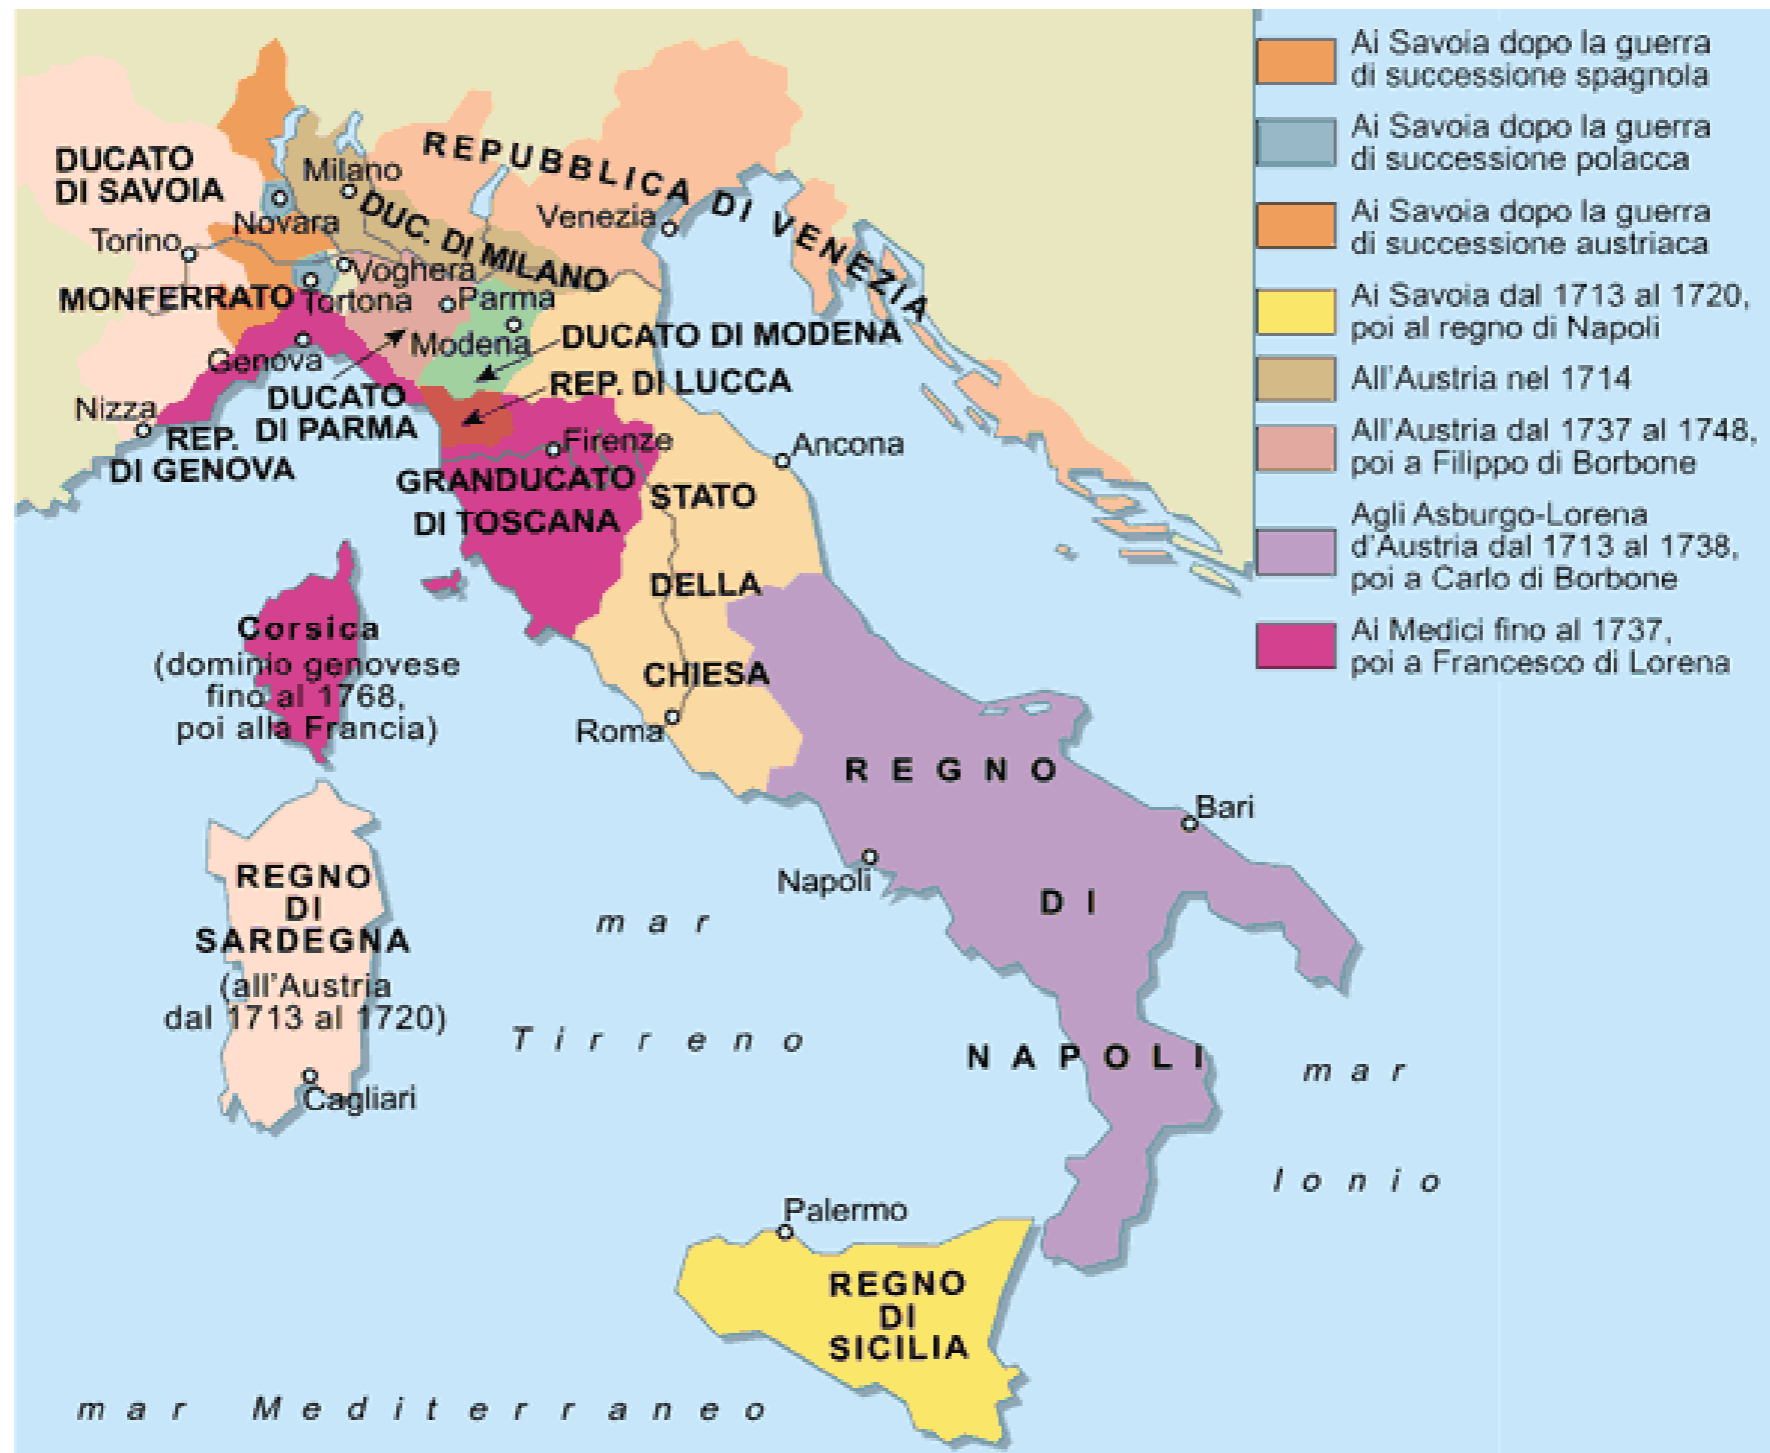 DUCATO
DI SAVOIA
Milano
REPUBBLICA DI VENEZIA
Novara
DUC. DI MILANO
Venezia
Torino
Voghera
MONFERRATO
Tortona
Parma
Genova
Modena
DUCATO DI MODENA
REP. DI LUCCA
DUCATO
DI PARMA
Nizza
REP.
DI GENOVA
Firenze
Ancona
GRANDUCATO
DI TOSCANA
STATO
DELLA
CHIESA
Corsica
(dominio genovese
fino al 1768,
poi alla Francia)
Roma
REGNO
DI
NAPOLI
Bari
Napoli
REGNO
DI
SARDEGNA
(all'Austria
dal 1713 al 1720)
Cagliari
mar
Tirreno
mar
Ionio
Palermo
REGNO
DI
SICILIA
mar Mediterraneo
Ai Savoia dopo la guerra
di successione spagnola
Ai Savoia dopo la guerra
di successione polacca
Ai Savoia dopo la guerra
di successione austriaca
Ai Savoia dal 1713 al 1720,
poi al regno di Napoli
All'Austria nel 1714
All'Austria dal 1737 al 1748,
poi a Filippo di Borbone
Agli Asburgo-Lorena
d'Austria dal 1713 al 1738,
poi a Carlo di Borbone
Ai Medici fino al 1737,
poi a Francesco di Lorena